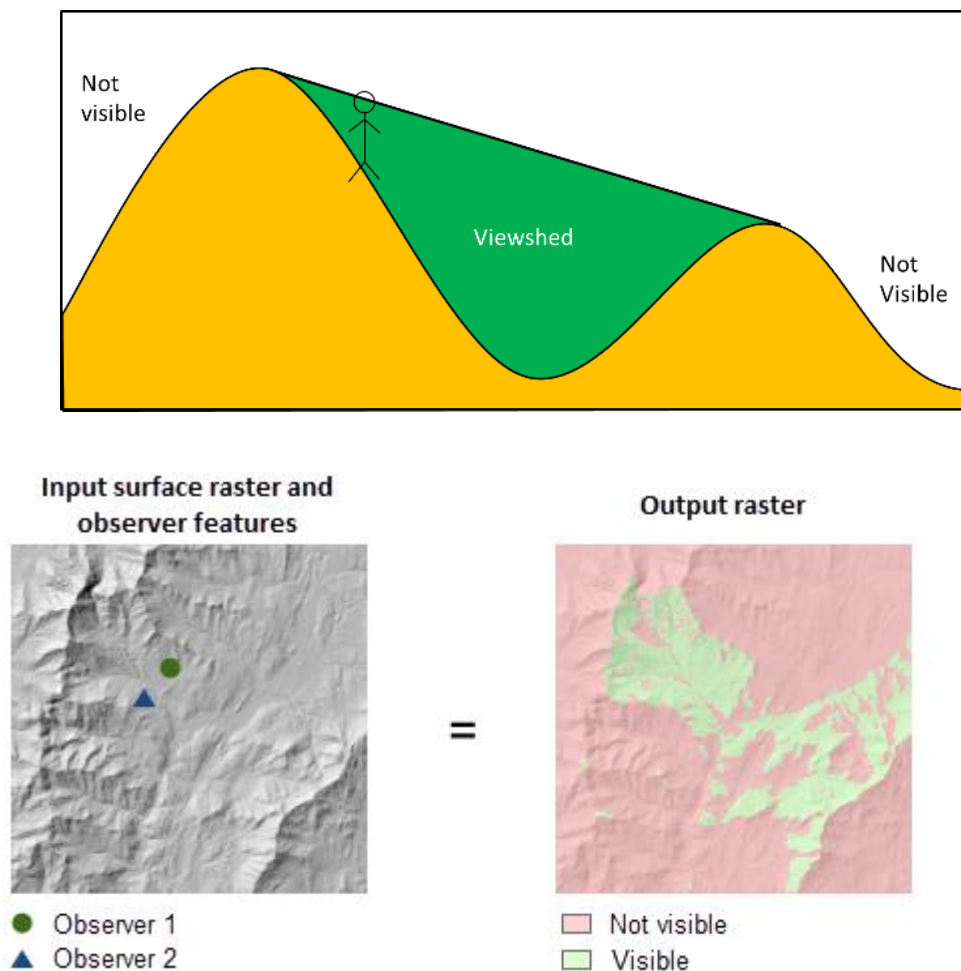 Not
visible
Viewshed
Not
Visible
Input surface raster and
observer features
Output raster
=
Observer 1
Observer 2
Not visible
Visible